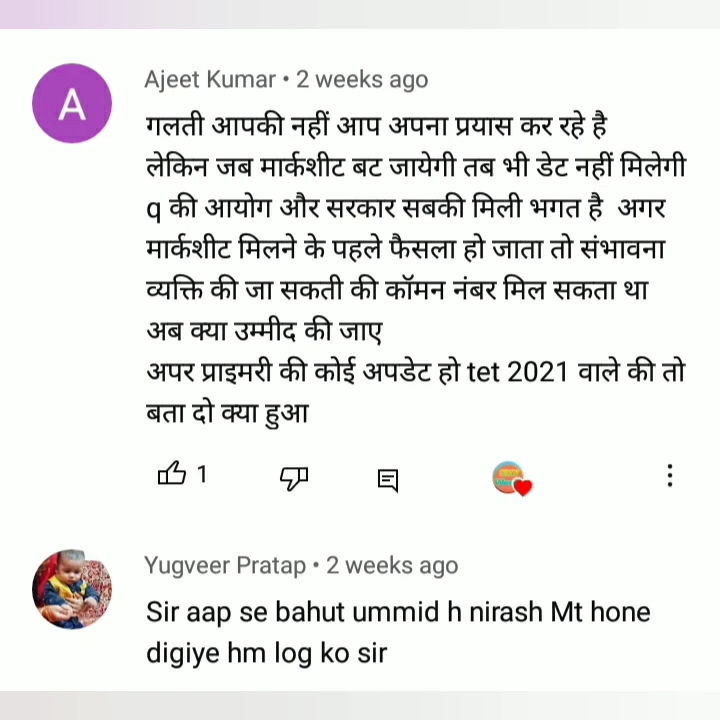 A
Ajeet Kumar • 2 weeks ago
गलती आपकी नहीं आप अपना प्रयास कर रहे है
लेकिन जब मार्कशीट बट जायेगी तब भी डेट नहीं मिलेगी
q की आयोग और सरकार सबकी मिली भगत है अगर
मार्कशीट मिलने के पहले फैसला हो जाता तो संभावना
व्यक्ति की जा सकती की कॉमन नंबर मिल सकता था
अब क्या उम्मीद की जाए
अपर प्राइमरी की कोई अपडेट हो tet 2021 वाले की तो
बता दो क्या हुआ
1
Yugveer Pratap • 2 weeks ago
Sir aap se bahut ummid h nirash Mt hone
digiye hm log ko sir